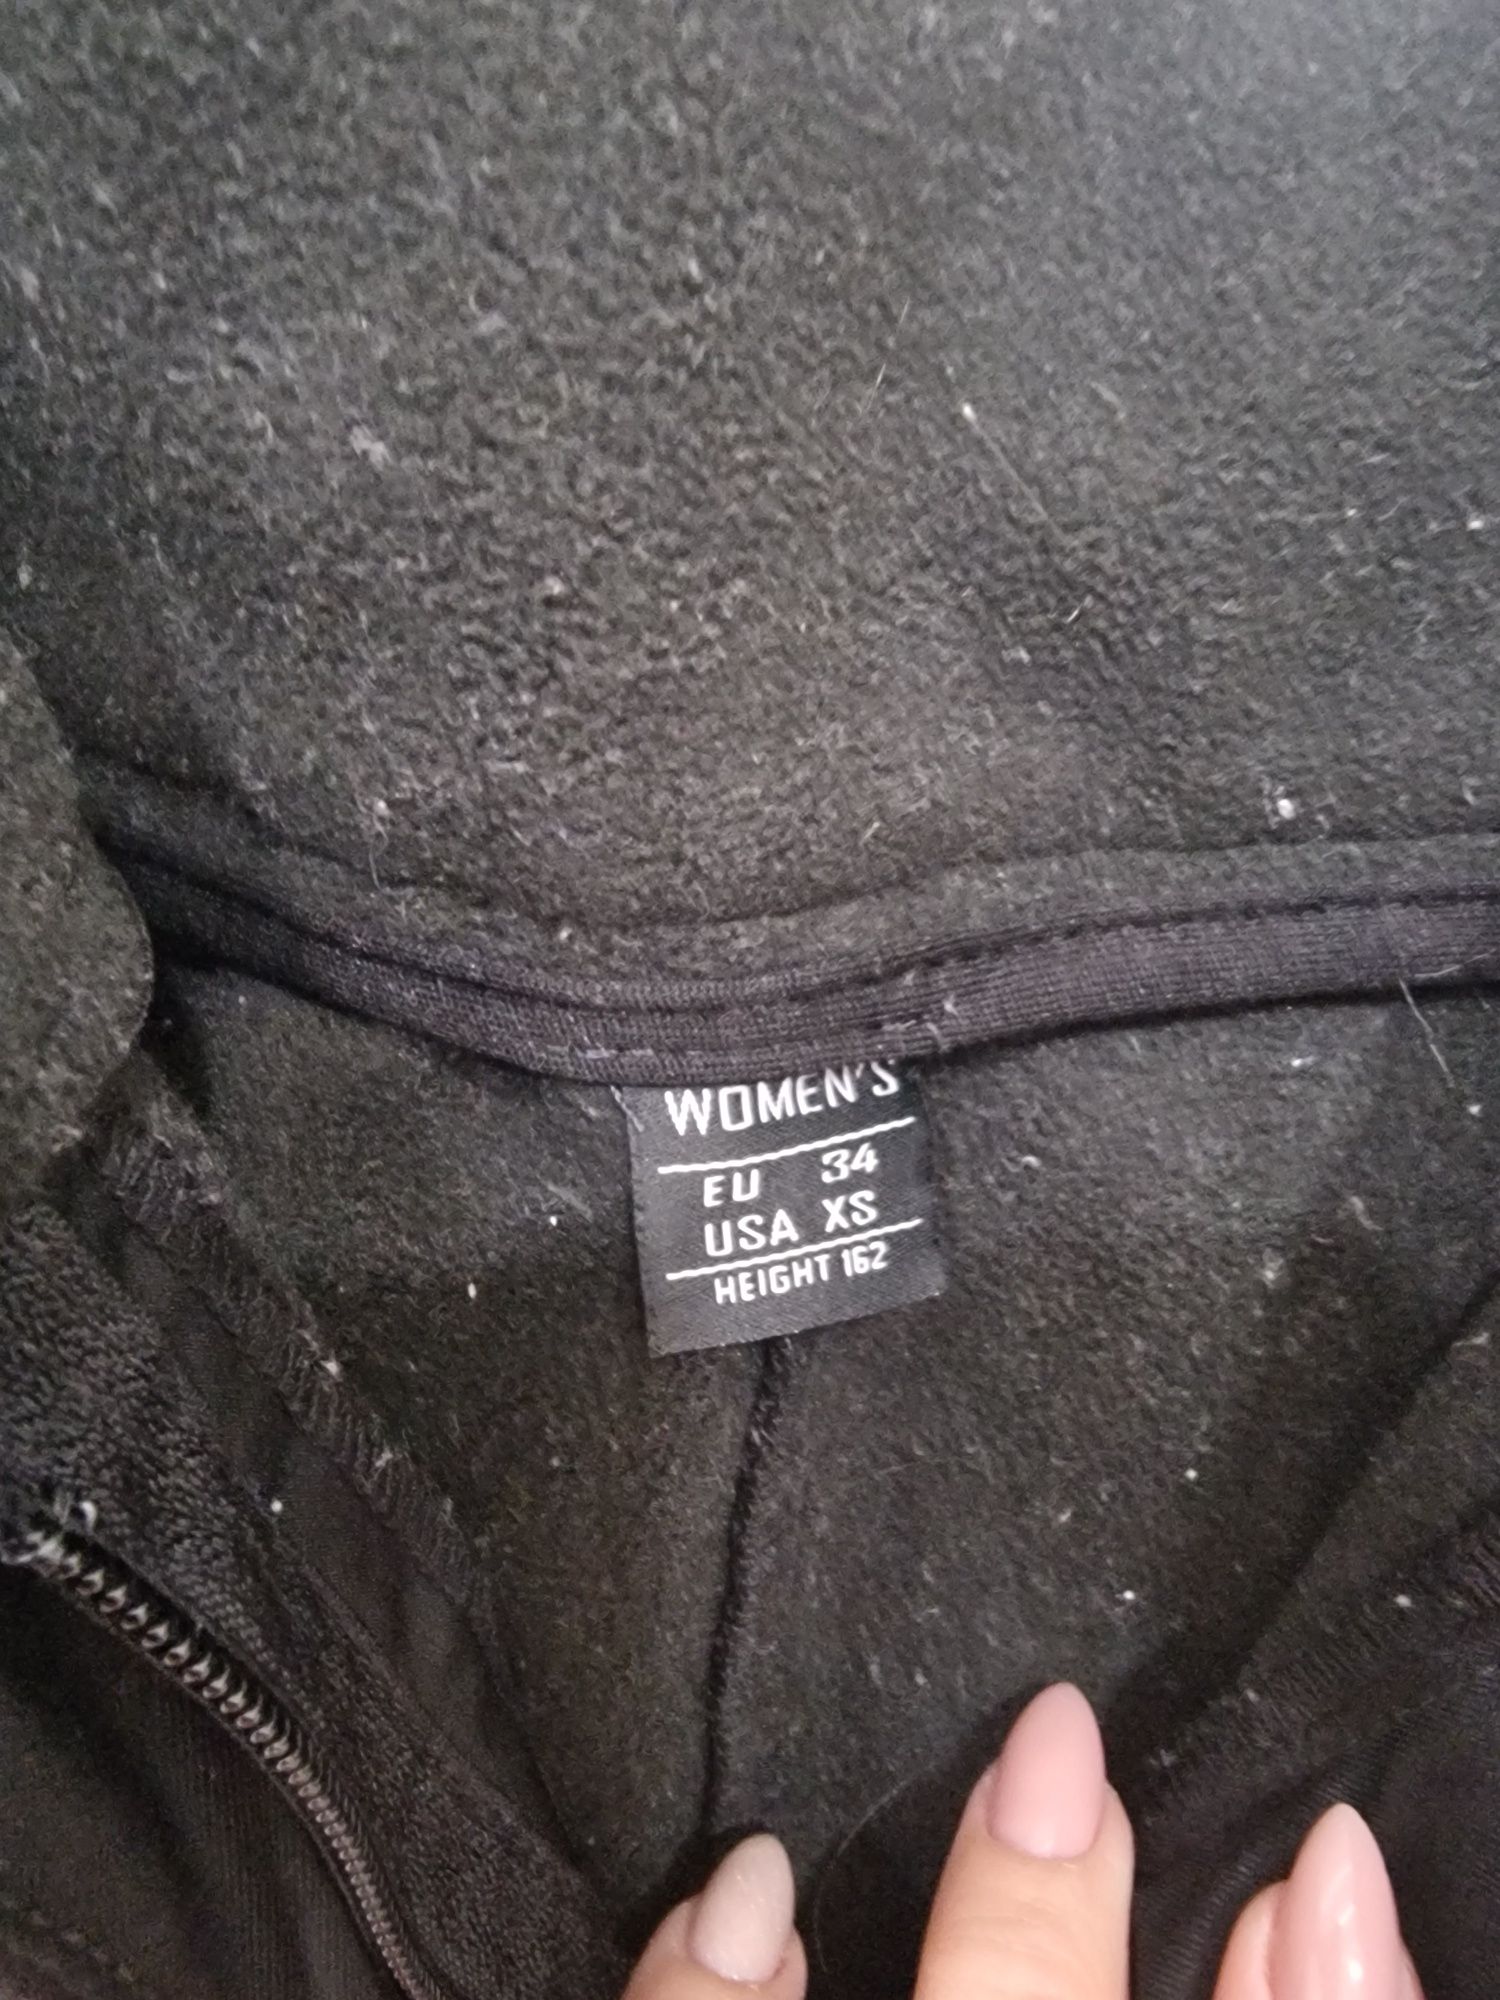 WOMEN'S
EU 34
USA XS
HEIGHT 162